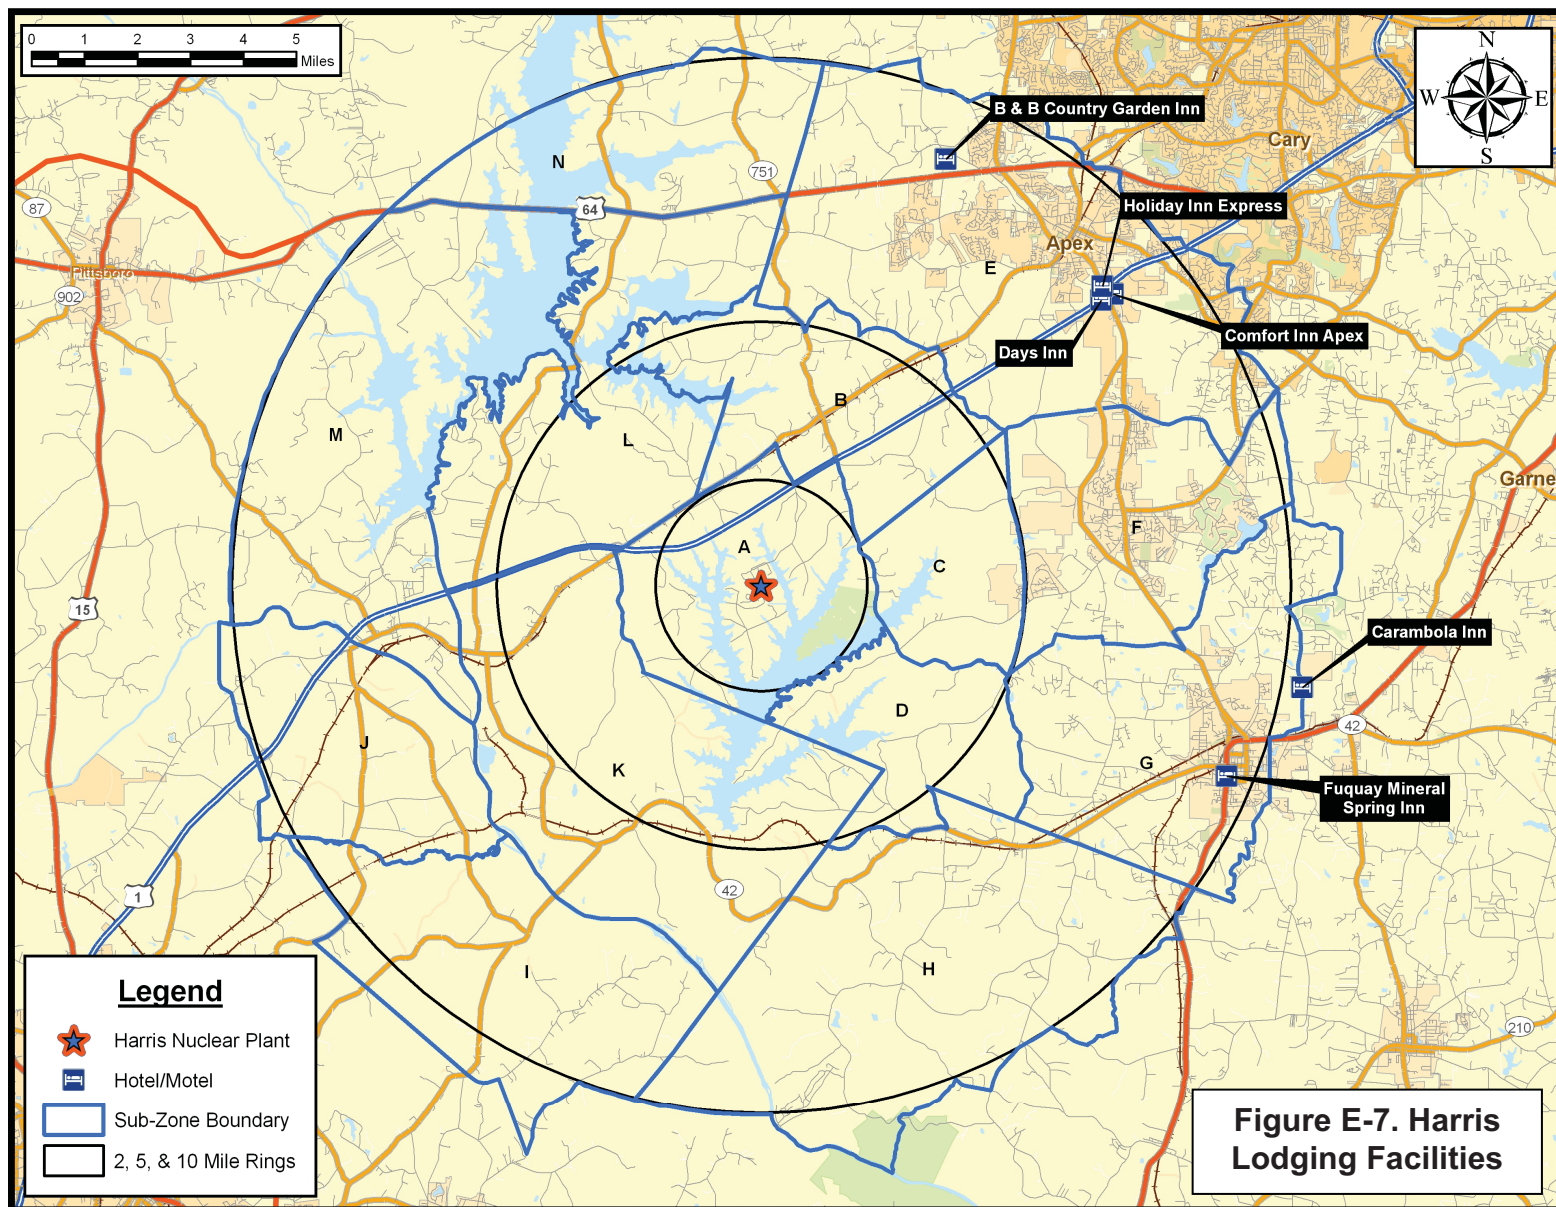 0 1 2 3 4 5
Miles
N
W E
S
B & B Country Garden Inn
Cary
N
751
87
64
Holiday Inn Express
Apex
E
Pittsboro
902
Comfort Inn Apex
Days Inn
B
M
L
Garne
F
A
C
15
Carambola Inn
D
42
J
G
K
Fuquay Mineral
Spring Inn
42
1
H
I
210
Legend
Harris Nuclear Plant
Hotel/Motel
Sub-Zone Boundary
2, 5, & 10 Mile Rings
Figure E-7. Harris
Lodging Facilities